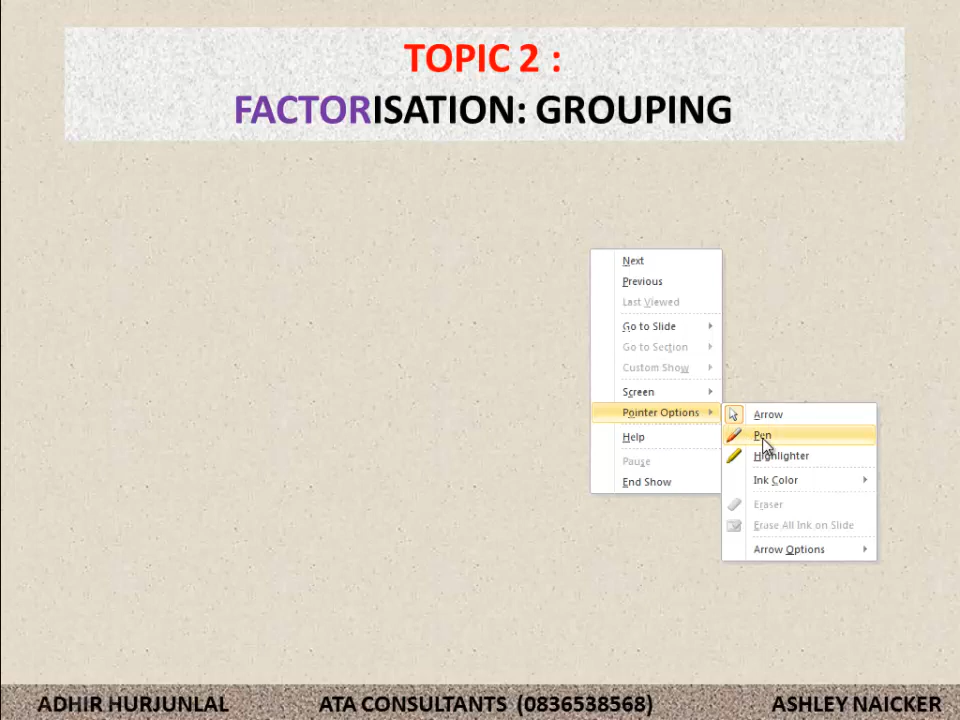 TOPIC 2 :
FACTORISATION: GROUPING
Next
Previous
Last Viewed
Go to Slide
Go to Section
Custom Show
Screen
Pointer Options
Help
Pause
End Show
Arrow
Pen
Highlighter
Ink Color
Eraser
Erase All Ink on Slide
Arrow Options
ADHIR HURJUNLAL ATA CONSULTANTS (0836538568) ASHLEY NAICKER